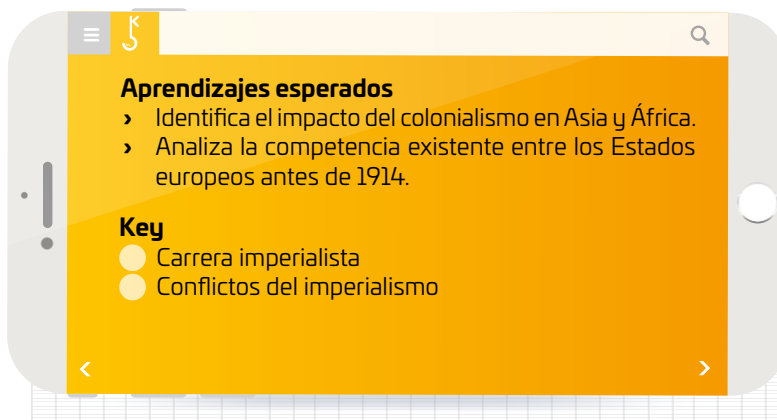 Aprendizajes esperados
› Identifica el impacto del colonialismo en Asia y África.
› Analiza la competencia existente entre los Estados
europeos antes de 1914.
Key
Carrera imperialista
Conflictos del imperialismo